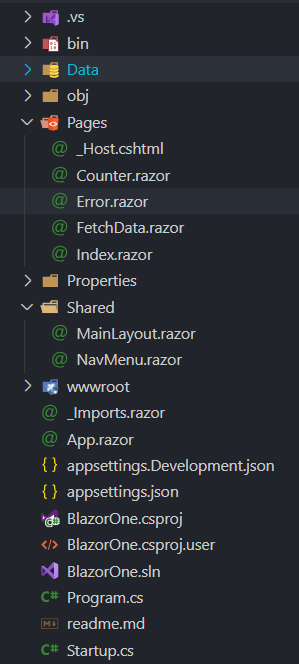 .vs
bin
Data
obj
Pages
_Host.cshtml
Counter.razor
Error.razor
FetchData.razor
Index.razor
Properties
Shared
MainLayout.razor
NavMenu.razor
wwwroot
_Imports.razor
App.razor
appsettings.Development.json
appsettings.json
BlazorOne.csproj
BlazorOne.csproj.user
BlazorOne.sln
Program.cs
readme.md
Startup.cs